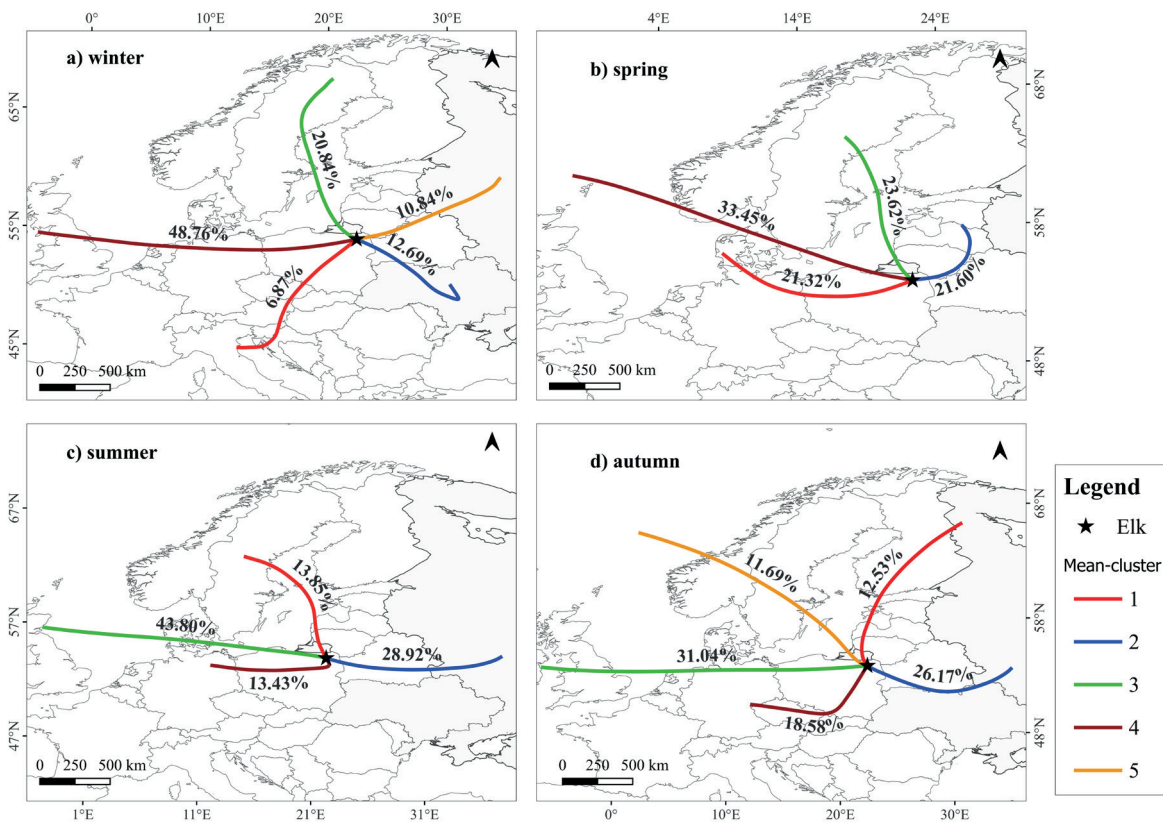 0° 10°E 20°E 30°E
4°E 14°E 24°E
a) winter
b) spring
65°N
55°N
45°N
68°N
58°N
48°N
20.84%
10.84%
48.76%
12.69%
6.87%
23.62%
33.45%
21.32%
21.60%
0 250 500 km
0 250 500 km
c) summer
d) autumn
67°N
57°N
47°N
68°N
58°N
48°N
13.85%
43.80%
28.92%
13.43%
11.69%
12.53%
31.04%
26.17%
18.58%
0 250 500 km
0 250 500 km
1°E 11°E 21°E 31°E
0° 10°E 20°E 30°E
Legend
Elk
Mean-cluster
1
2
3
4
5